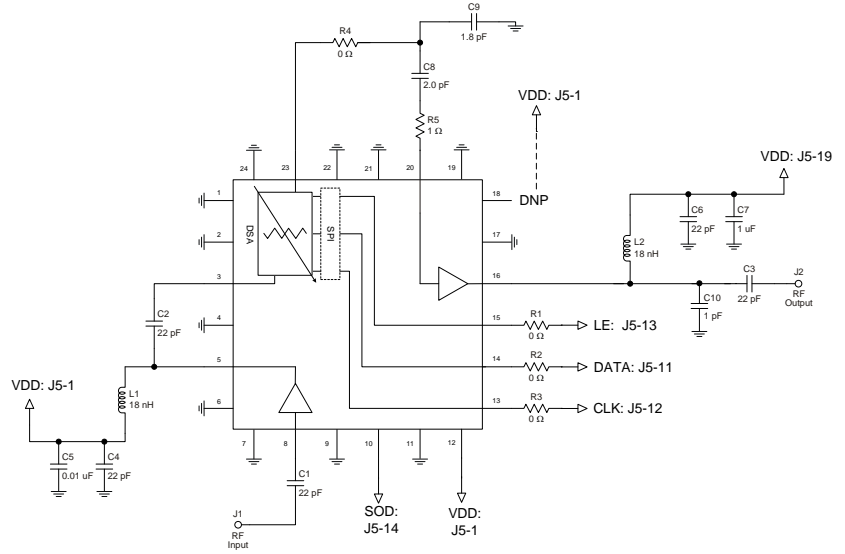 C9
1.8 pF
R4
0 Ω
C8
2.0 pF
R5
1 Ω
VDD: J5-1
VDD: J5-19
24
23
22
21
20
19
1
2
3
4
5
6
DSA
SPI
18
DNP
17
16
15
14
13
C6
22 pF
C7
1 uF
L2
18 nH
C3
22 pF
J2
RF
Output
C10
1 pF
C2
22 pF
R1
0 Ω
LE: J5-13
R2
0 Ω
DATA: J5-11
R3
0 Ω
CLK: J5-12
VDD: J5-1
L1
18 nH
C5
0.01 uF
C4
22 pF
7
8
9
10
11
12
C1
22 pF
J1
RF
Input
SOD:
J5-14
VDD:
J5-1